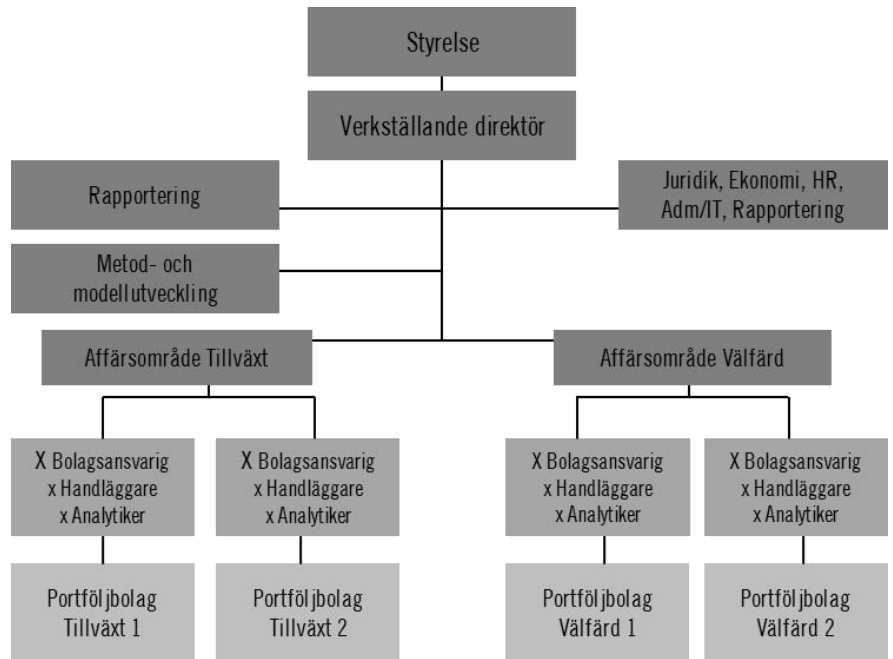 Styrelse
Verkställande direktör
Rapportering
Juridik, Ekonomi, HR,
Adm/IT, Rapportering
Metod- och
modellutveckling
Affärsområde Tillväxt
Affärsområde Välfärd
X Bolagsansvarig
x Handläggare
x Analytiker
X Bolagsansvarig
x Handläggare
x Analytiker
X Bolagsansvarig
x Handläggare
x Analytiker
X Bolagsansvarig
x Handläggare
x Analytiker
Portföljbolag
Tillväxt 1
Portföljbolag
Tillväxt 2
Portföljbolag
Välfärd 1
Portföljbolag
Välfärd 2